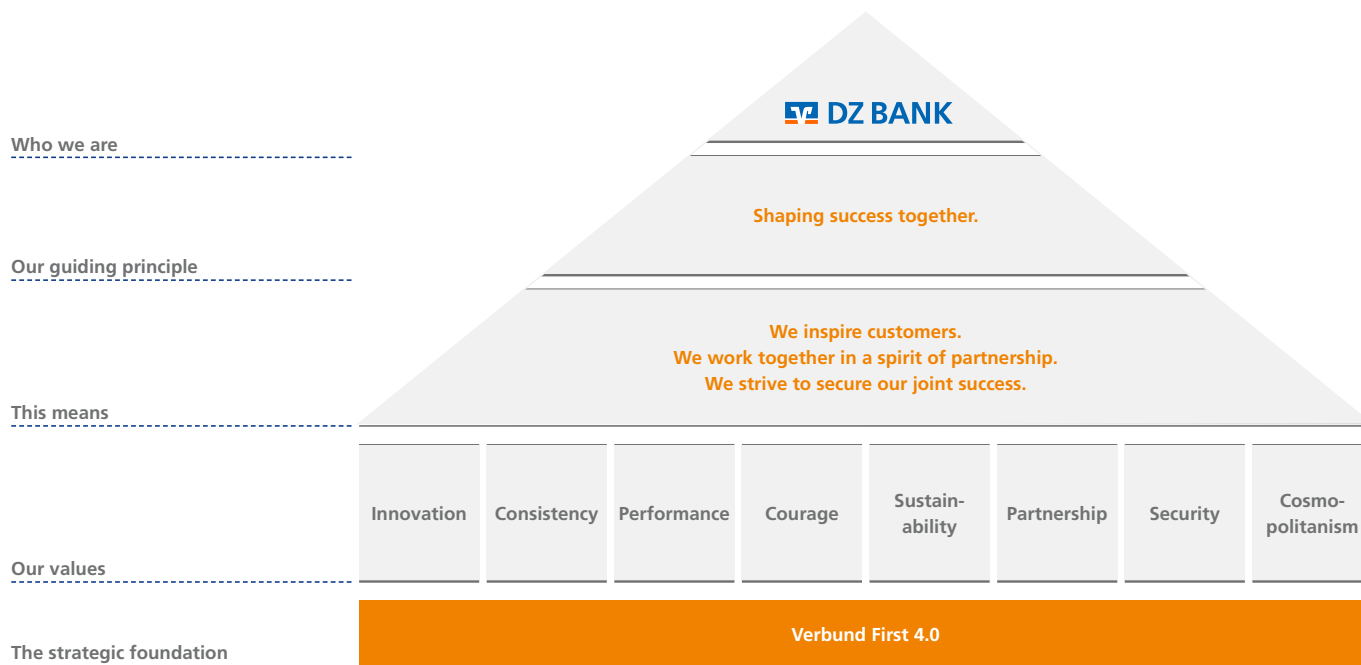 DZ BANK
Who we are
Shaping success together.
Our guiding principle
We inspire customers.
We work together in a spirit of partnership.
We strive to secure our joint success.
This means
Innovation
Consistency
Performance
Courage
Sustain-
ability
Partnership
Security
Cosmo-
politanism
Our values
Verbund First 4.0
The strategic foundation